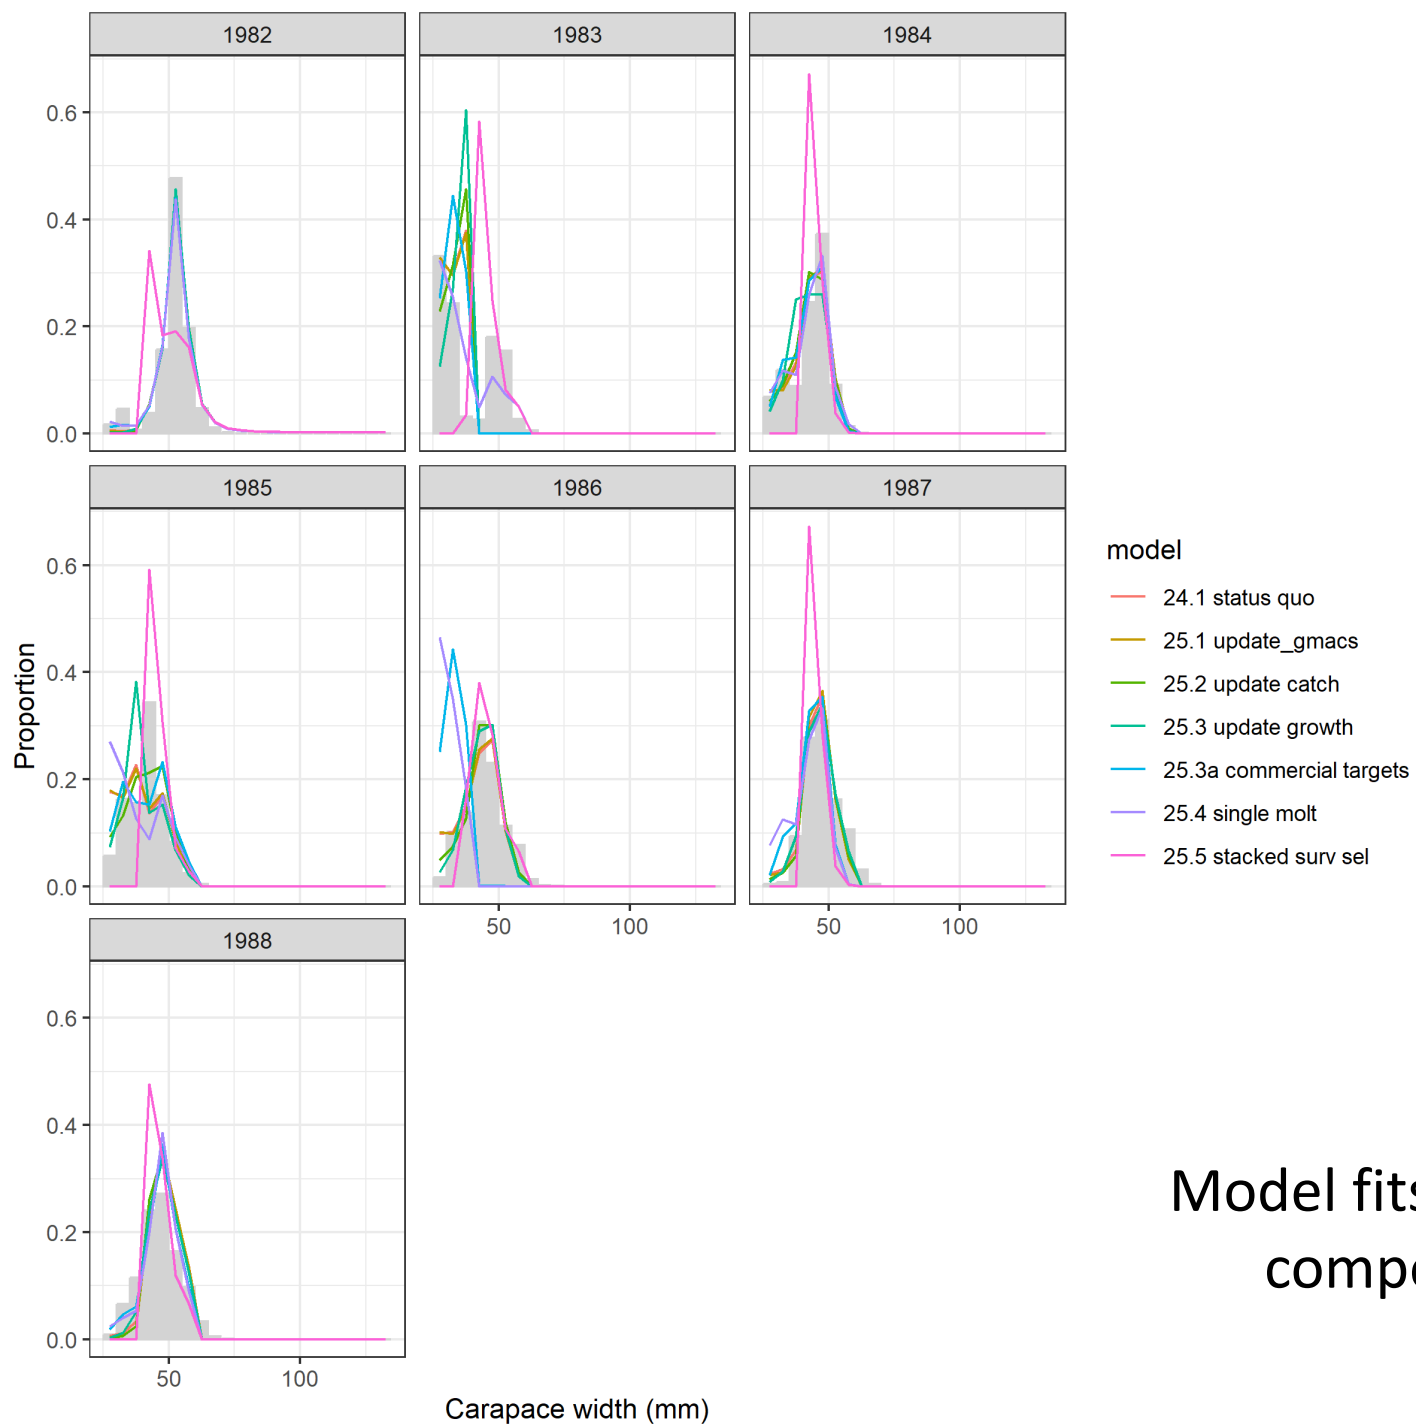 1982
1983
1984
0.6
0.4
0.2
0.0
1985
1986
1987
0.6
0.4
0.2
0.0
50
100
50
100
1988
0.6
0.4
0.2
0.0
50
100
Proportion
Carapace width (mm)
model
24.1 status quo
25.1 update_gmacs
25.2 update catch
25.3 update growth
25.3a commercial targets
25.4 single molt
25.5 stacked surv sel
Model fits